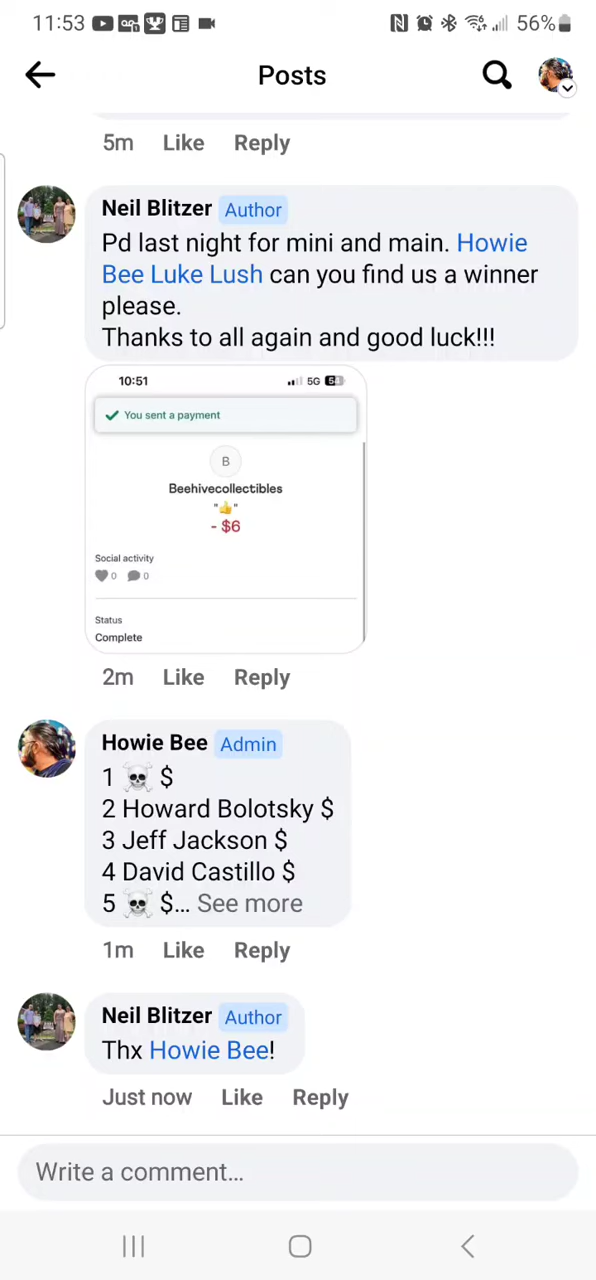 11:53 56%
Posts
5m Like Reply
Neil Blitzer Author
Pd last night for mini and main. Howie
Bee Luke Lush can you find us a winner
please.
Thanks to all again and good luck!!!
10:51 5G 54
You sent a payment
B
Beehivecollectibles
"👍"
- $6
Social activity
0 0
Status
Complete
2m Like Reply
Howie Bee Admin
1 ☠️ $
2 Howard Bolotsky $
3 Jeff Jackson $
4 David Castillo $
5 ☠️ $... See more
1m Like Reply
Neil Blitzer Author
Thx Howie Bee!
Just now Like Reply
Write a comment...